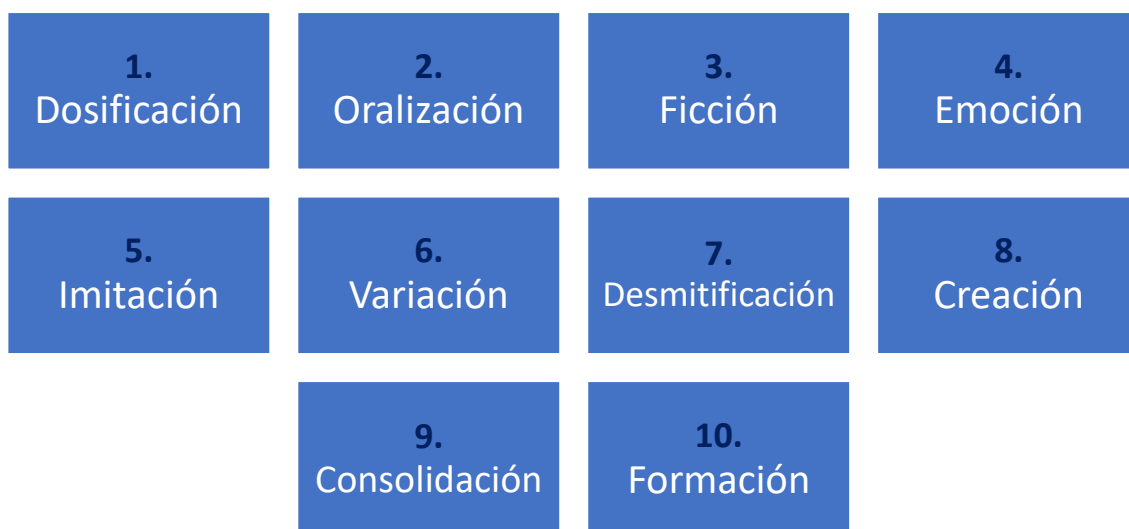 1.
Dosificación
2.
Oralización
3.
Ficción
4.
Emoción
5.
Imitación
6.
Variación
7.
Desmitificación
8.
Creación
9.
Consolidación
10.
Formación